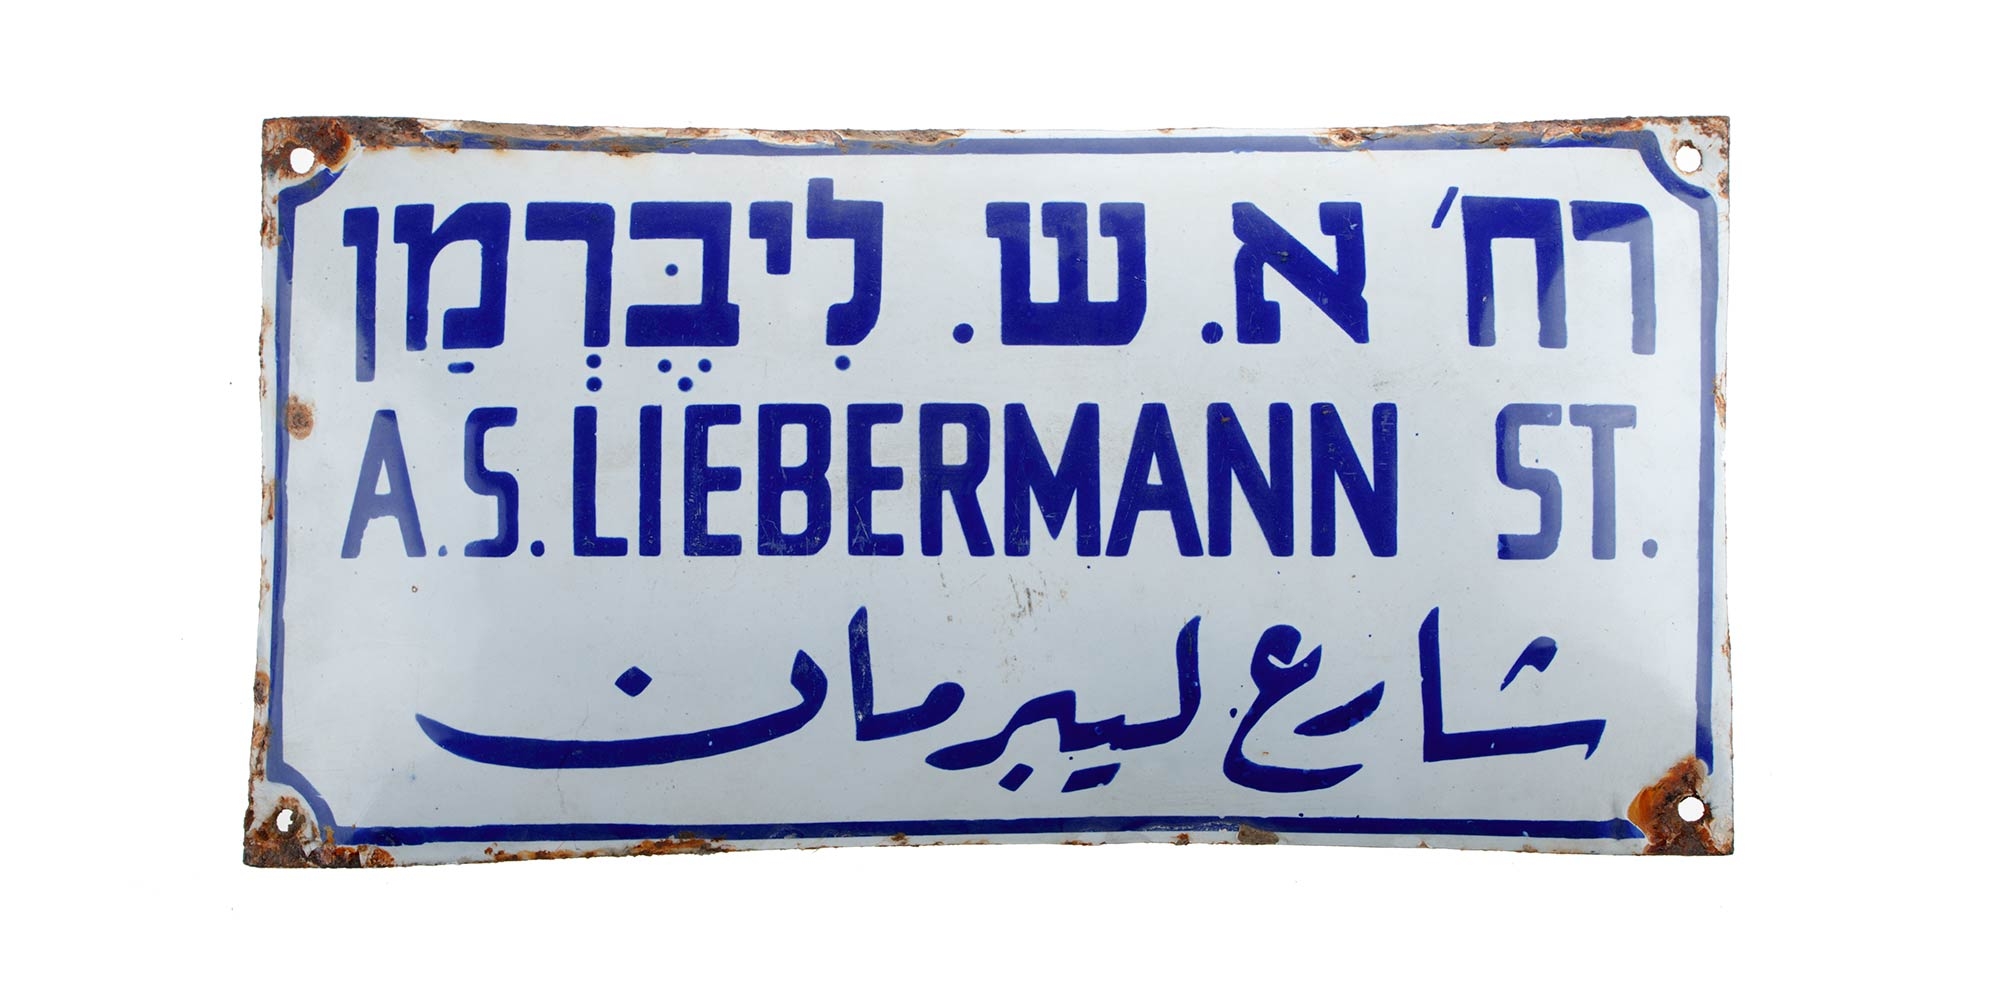 רח׳ א. ש. לִיבֶּרְמַן
A.S. LIEBERMANN ST.
شارع ليبرمان